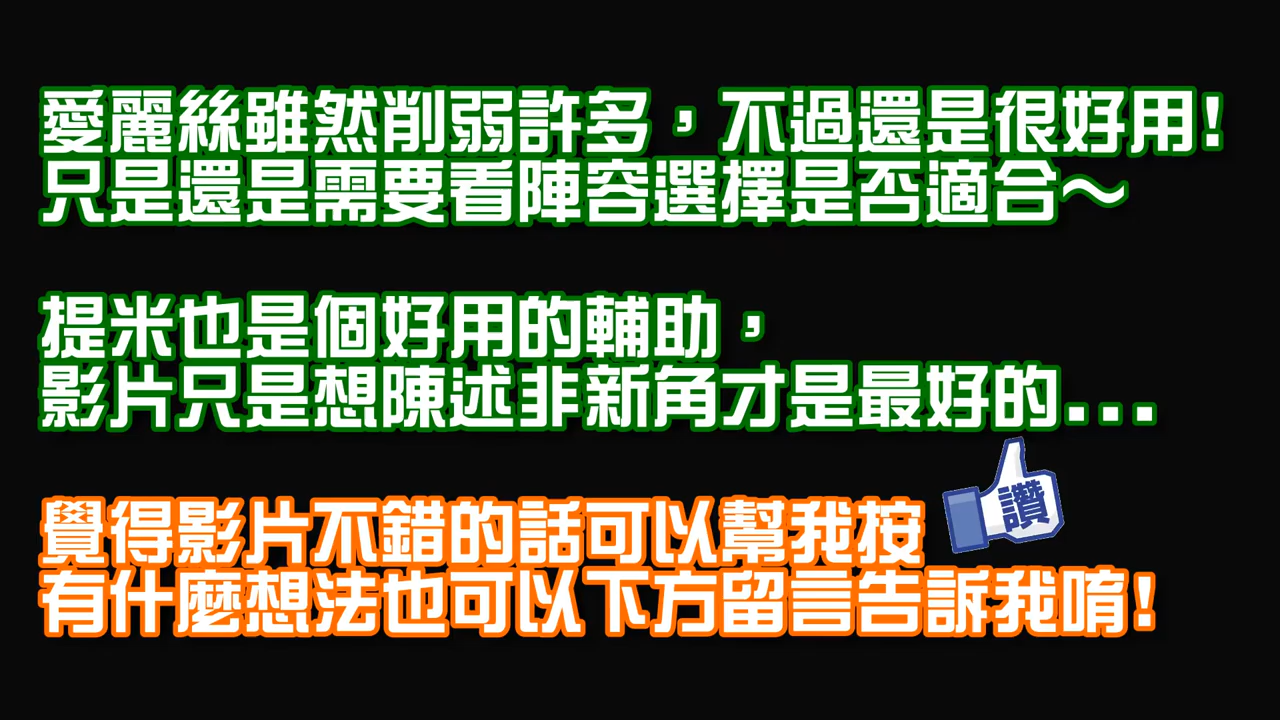 愛麗絲雖然削弱許多，不過還是很好用!
只是還是需要看陣容選擇是否適合～
提米也是個好用的輔助，
影片只是想陳述非新角才是最好的...
覺得影片不錯的話可以幫我按
讚
有什麼想法也可以下方留言告訴我唷!